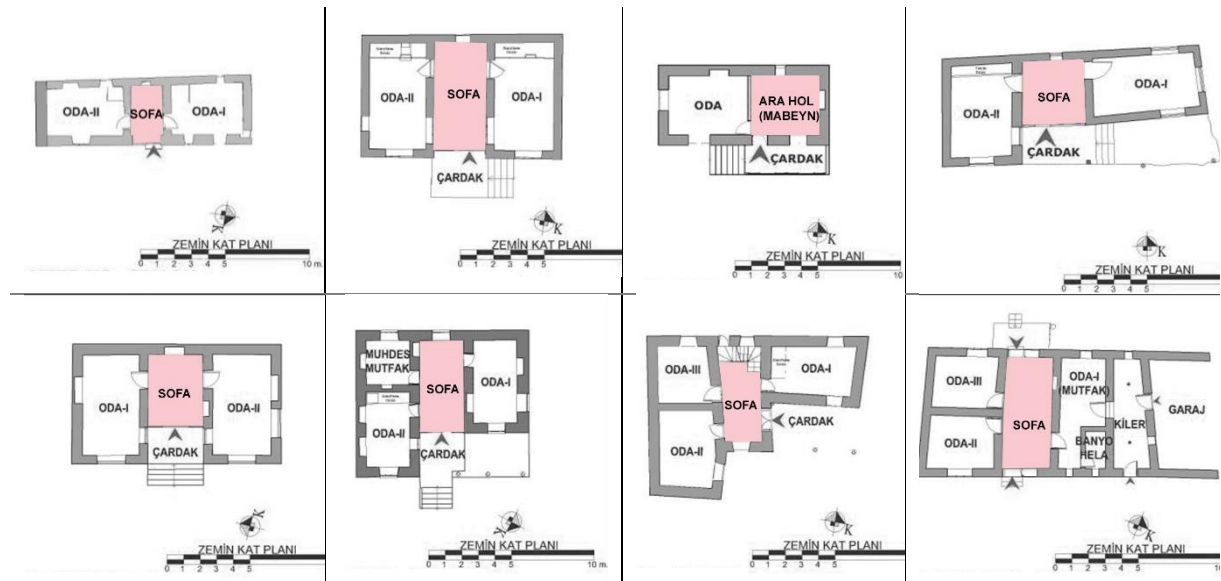 ODA-II
SOFA
ODA-I
K
ZEMİN KAT PLANI
0 1 2 3 4 5 10 m.
ODA-II
SOFA
ODA-I
ÇARDAK
K
ZEMİN KAT PLANI
0 1 2 3 4 5
ODA
ARA HOL
(MABEYN)
ÇARDAK
K
ZEMİN KAT PLANI
0 1 2 3 4 5 10
ODA-II
SOFA
ODA-I
ÇARDAK
K
ZEMİN KAT PLANI
0 1 2 3 4 5
ODA-I
SOFA
ODA-II
ÇARDAK
K
ZEMİN KAT PLANI
0 1 2 3 4 5 10 m.
MUHDES
MUTFAK
SOFA
ODA-I
ODA-II
ÇARDAK
K
ZEMİN KAT PLANI
0 1 2 3 4 5 10 m.
ODA-III
ODA-I
SOFA
ÇARDAK
ODA-II
K
ZEMİN KAT PLANI
0 1 2 3 4 5
ODA-III
ODA-I
(MUTFAK)
GARAJ
SOFA
KİLER
ODA-II
BANYO
HELA
K
ZEMİN KAT PLANI
0 1 2 3 4 5 10